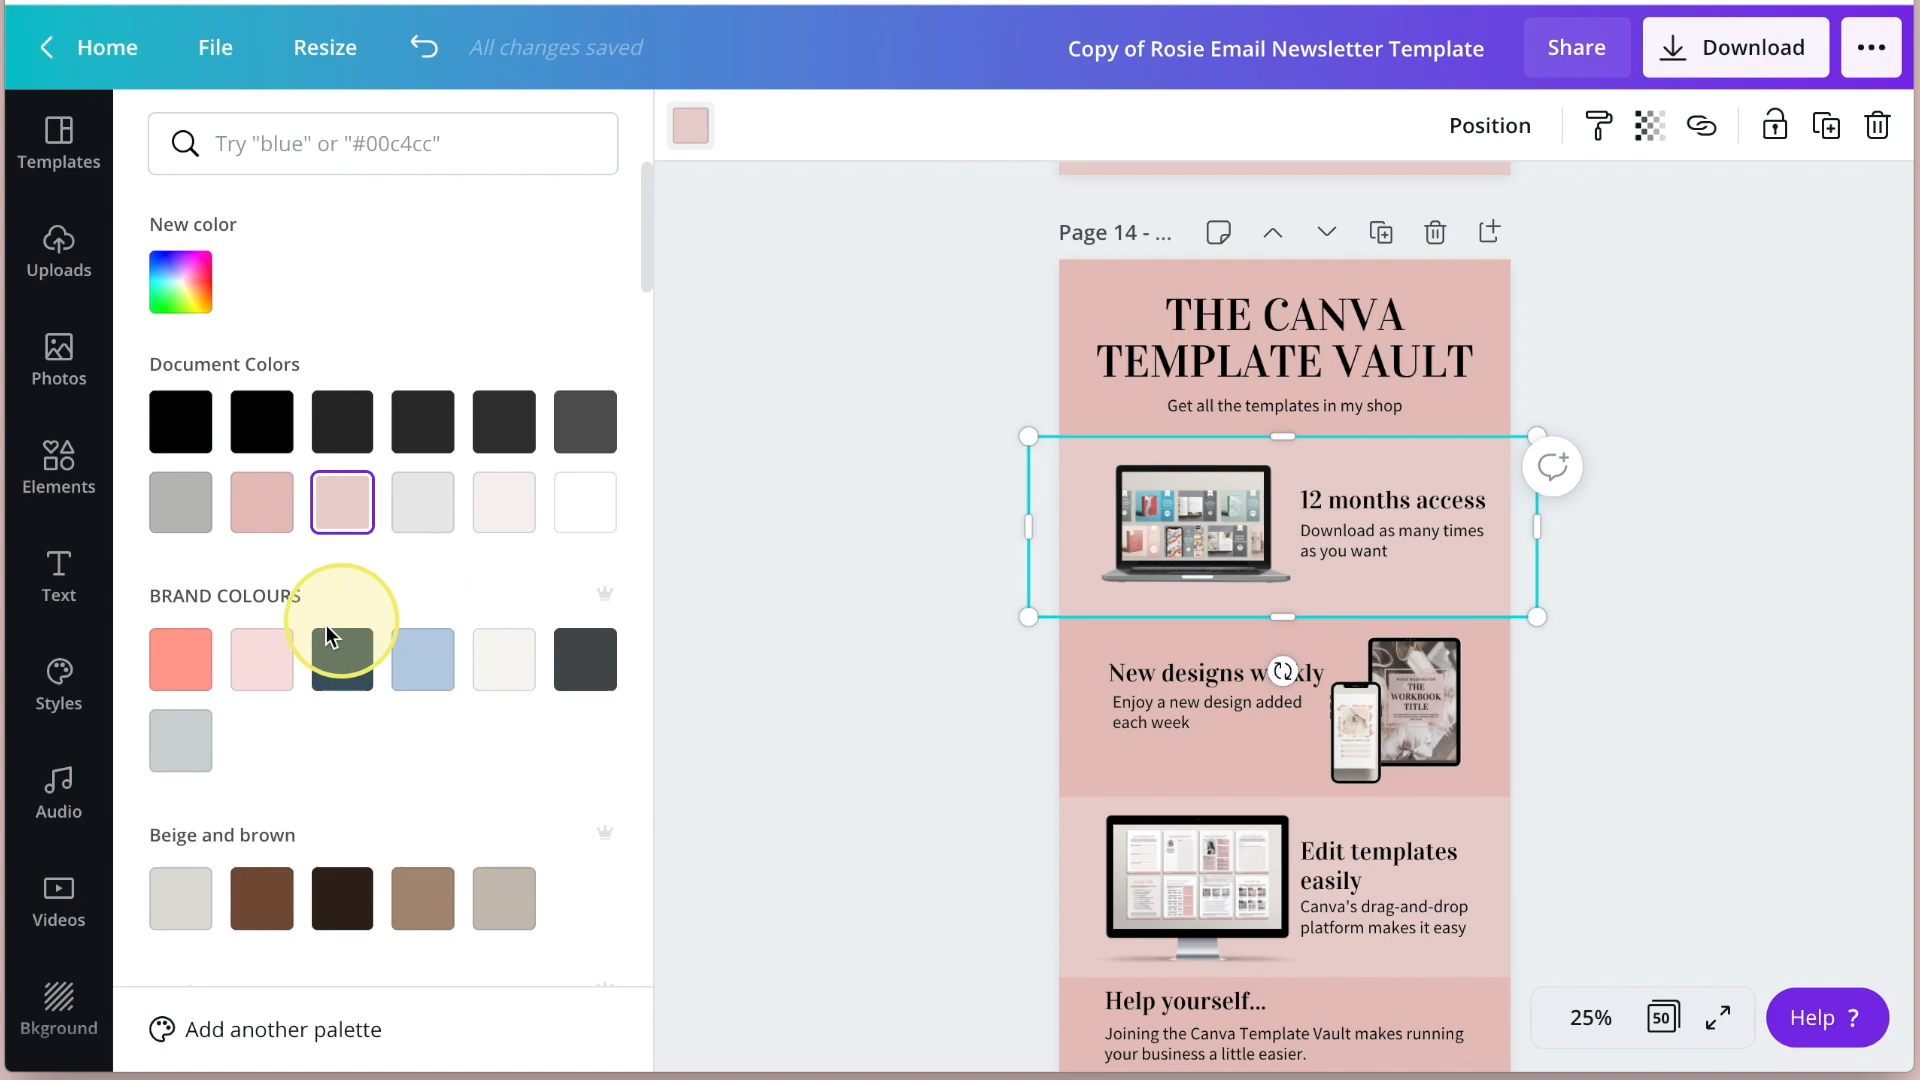 Home
File
Resize
All changes saved
Copy of Rosie Email Newsletter Template
Share
Download
Templates
Uploads
Photos
Elements
Text
Styles
Audio
Videos
Bkground
Try "blue" or "#00c4cc"
New color
Document Colors
BRAND COLOURS
Beige and brown
Add another palette
Position
Page 14 - ...
THE CANVA
TEMPLATE VAULT
Get all the templates in my shop
12 months access
Download as many times
as you want
New designs w kly
Enjoy a new design added
each week
THE
WORKBOOK
TITLE
Edit templates
easily
Canva's drag-and-drop
platform makes it easy
Help yourself...
Joining the Canva Template Vault makes running
your business a little easier.
25%
50
Help ?